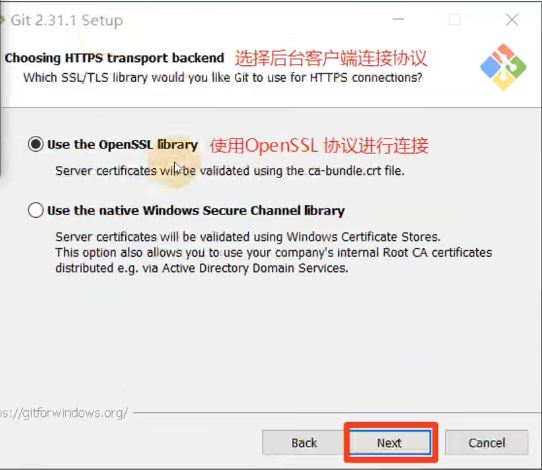 Git 2.31.1 Setup
Choosing HTTPS transport backend 选择后台客户端连接协议
Which SSL/TLS library would you like Git to use for HTTPS connections?
Use the OpenSSL library 使用OpenSSL 协议进行连接
Server certificates will be validated using the ca-bundle.crt file.
Use the native Windows Secure Channel library
Server certificates will be validated using Windows Certificate Stores.
This option also allows you to use your company's internal Root CA certificates
distributed e.g. via Active Directory Domain Services.
s://gitforwindows.org/
Back Next Cancel